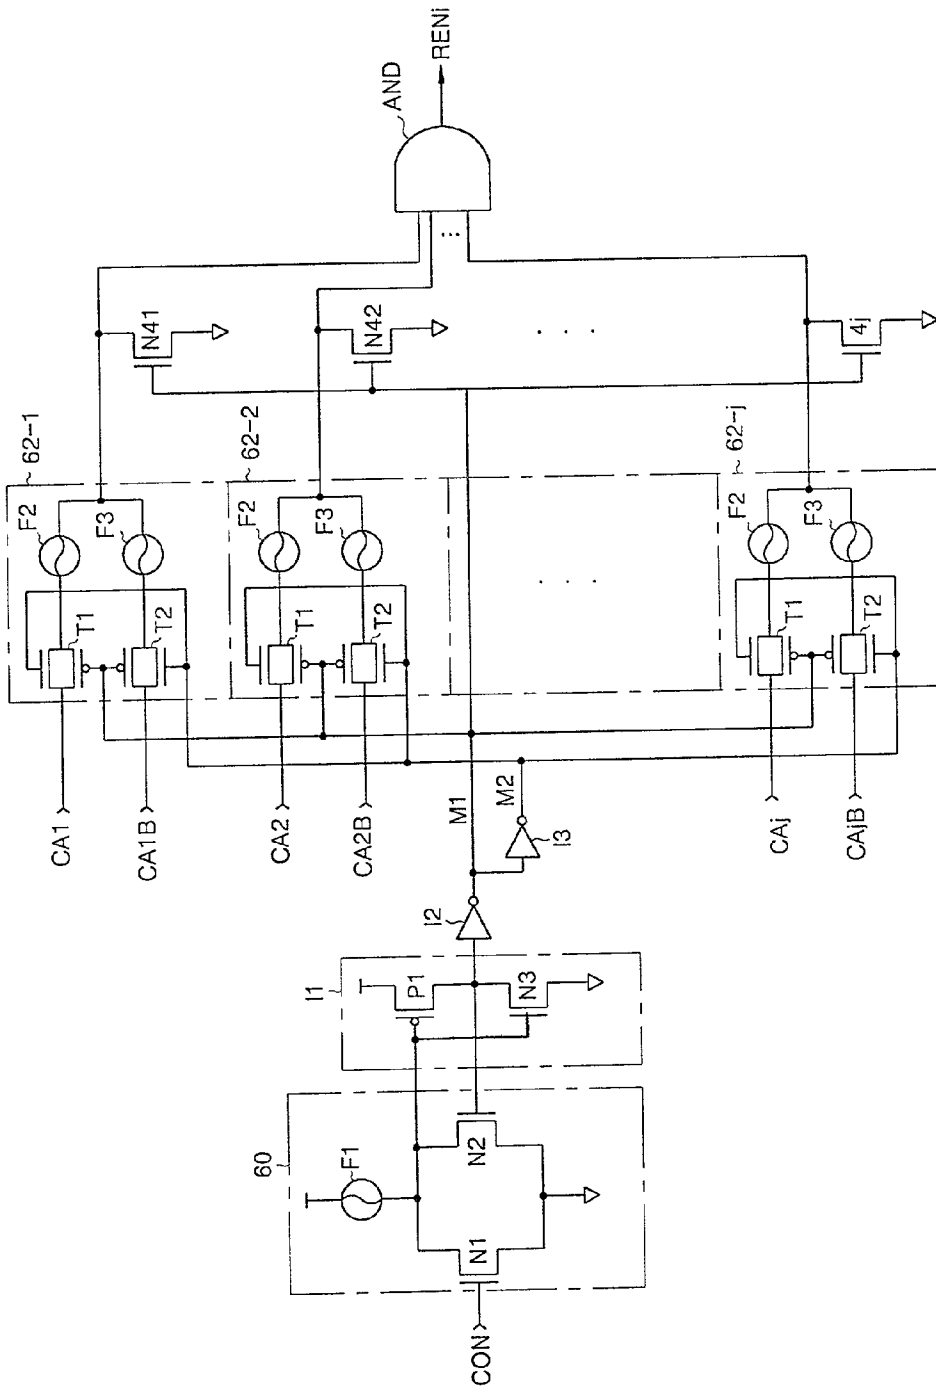 CON
60
F1
N1
N2
I1
P1
N3
I2
I3
M1
M2
CA1
CA1B
CA2
CA2B
CAj
CAjB
62-1
F2
F3
T1
T2
62-2
F2
F3
T1
T2
62-j
F2
F3
T1
T2
N41
N42
4j
AND
RENi